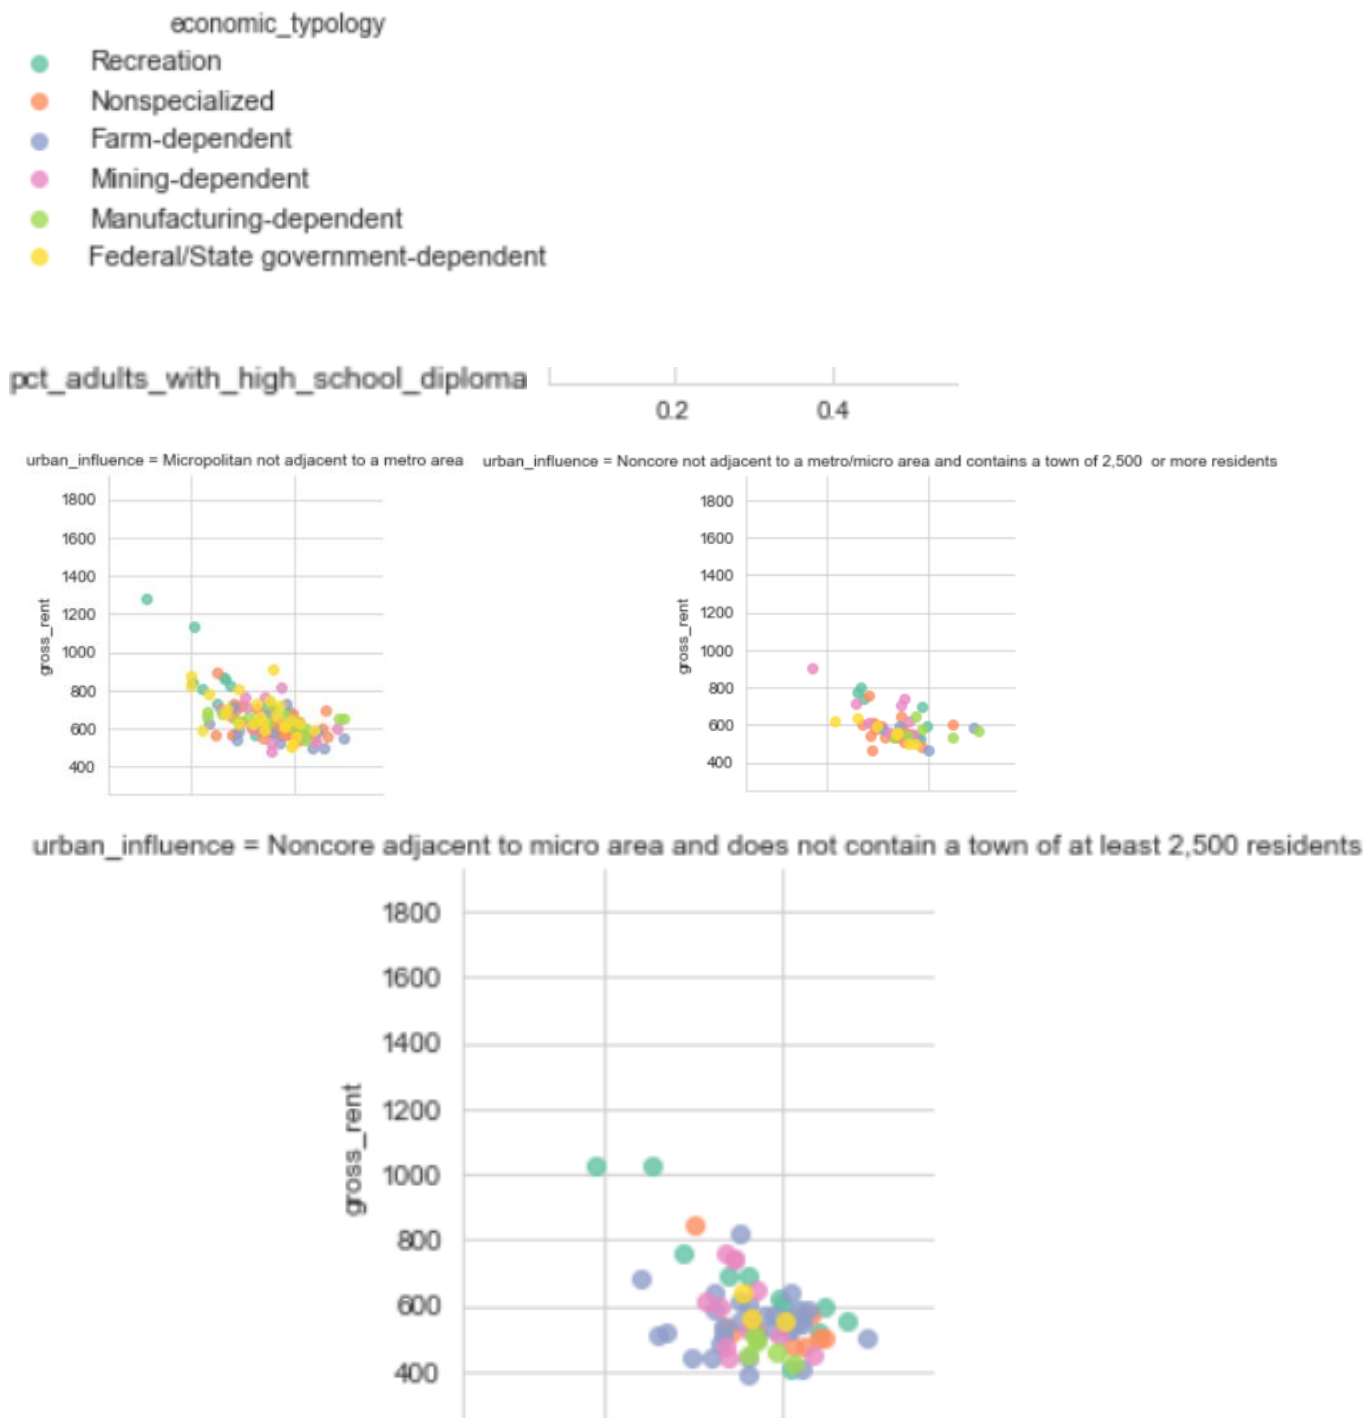 economic_typology
Recreation
Nonspecialized
Farm-dependent
Mining-dependent
Manufacturing-dependent
Federal/State government-dependent
pct_adults_with_high_school_diploma
0.2 0.4
urban_influence = Micropolitan not adjacent to a metro area
1800
1600
1400
1200
1000
800
600
400
gross_rent
urban_influence = Noncore not adjacent to a metro/micro area and contains a town of 2,500 or more residents
1800
1600
1400
1200
1000
800
600
400
gross_rent
urban_influence = Noncore adjacent to micro area and does not contain a town of at least 2,500 residents
1800
1600
1400
1200
1000
800
600
400
gross_rent